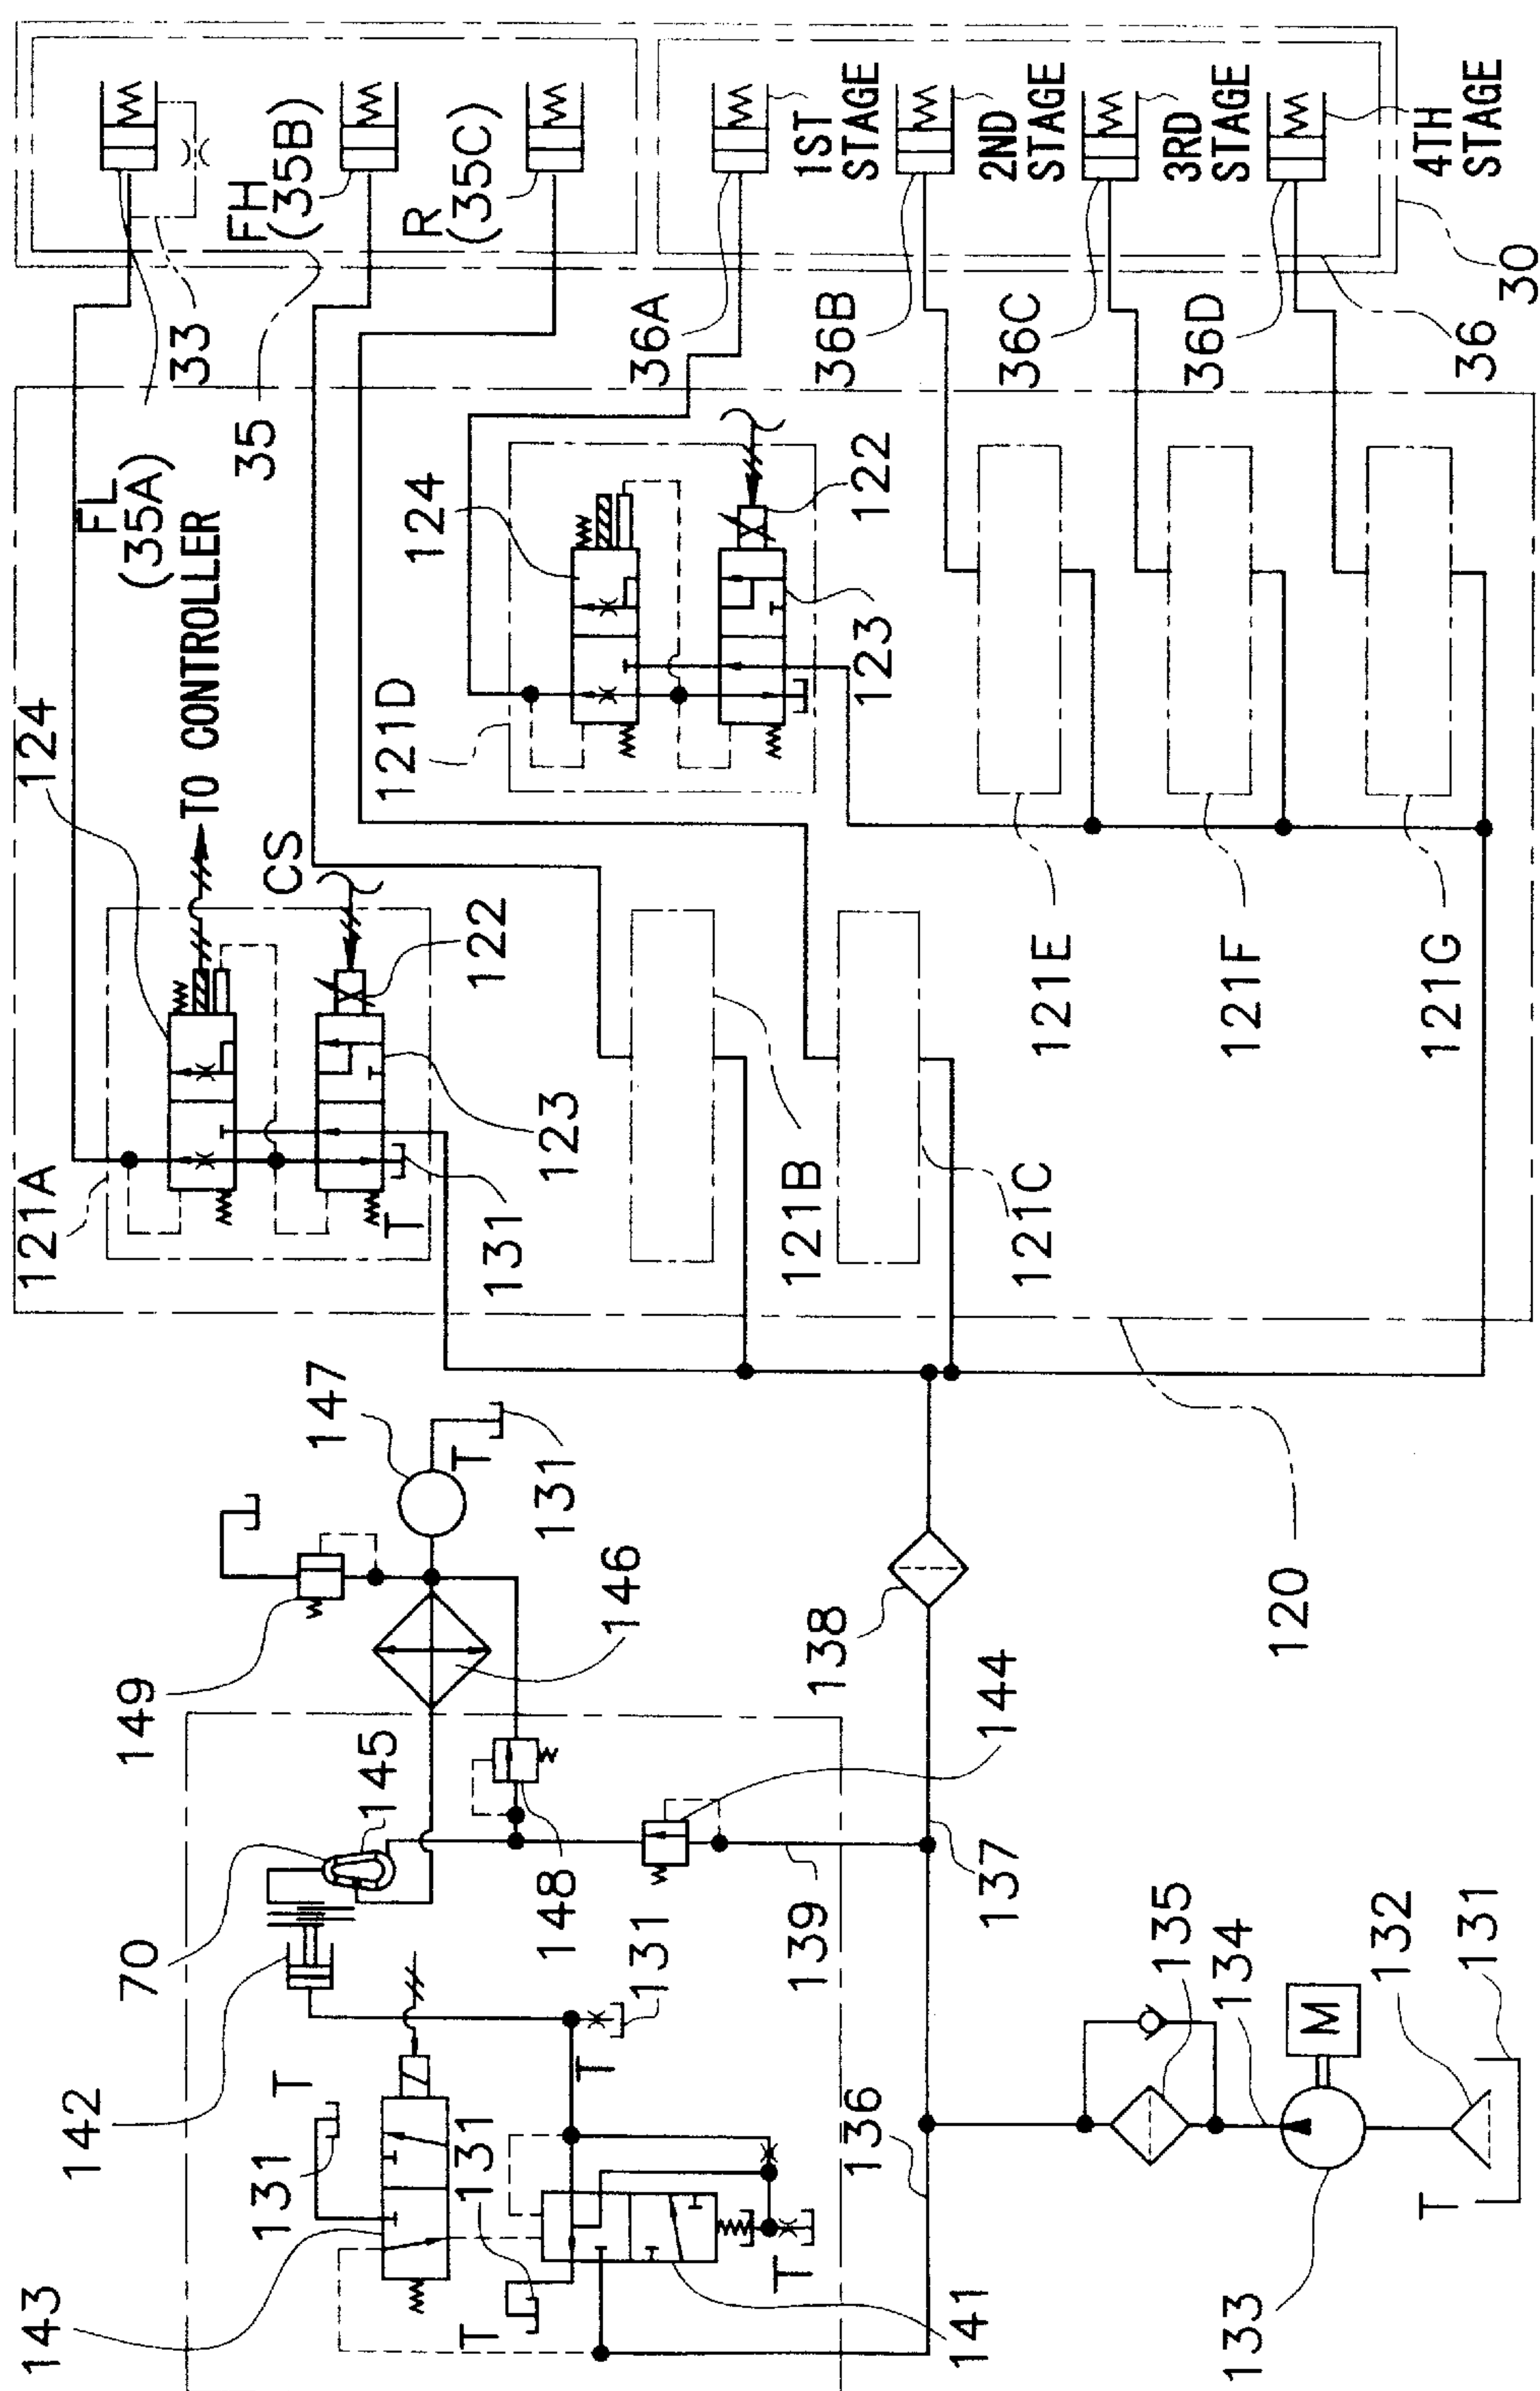 FL
(35A)
FH
(35B)
R
(35C)
33
35
1ST
STAGE
2ND
STAGE
3RD
STAGE
4TH
STAGE
36A
36B
36C
36D
36
30
TO CONTROLLER
CS
124
122
123
121A
T
131
124
122
123
121D
121B
121C
121E
121F
121G
120
147
T
131
149
146
138
144
145
70
148
139
137
142
T
131
143
131
T
131
T
T
141
136
135
134
M
132
131
T
133